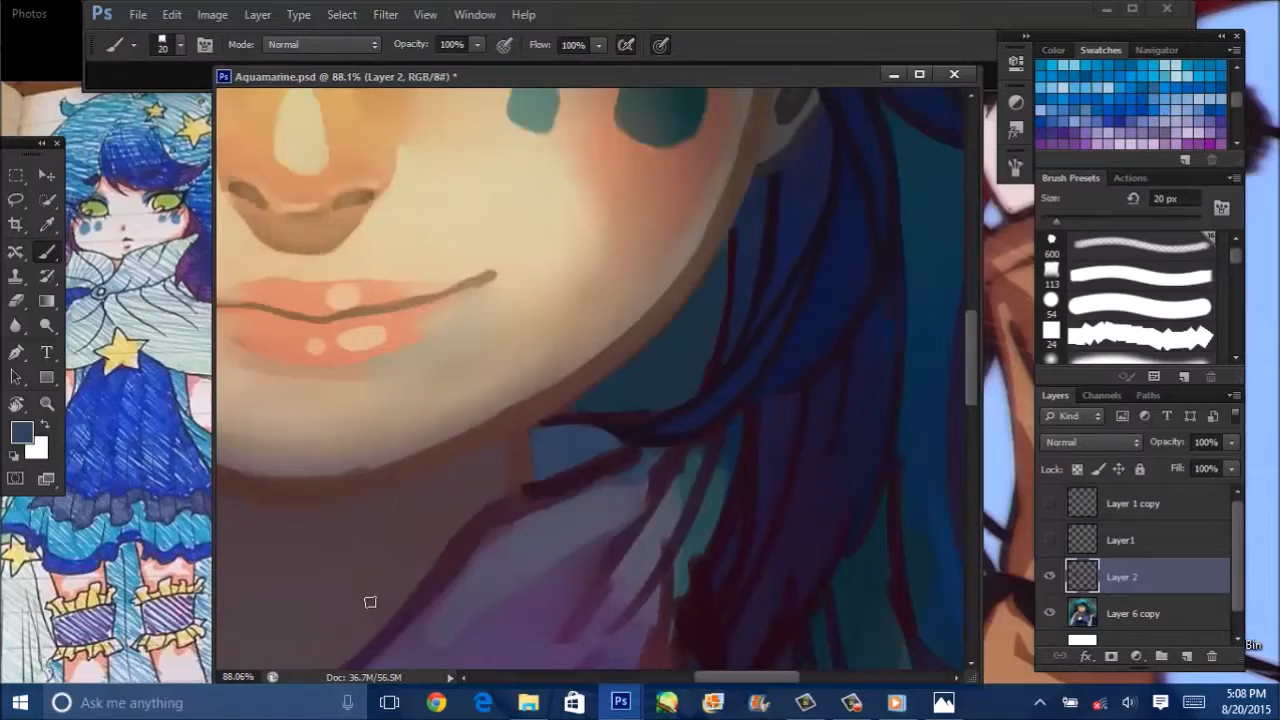 Photos
Ps File Edit Image Layer Type Select Filter View Window Help
20 Mode: Normal Opacity: 100% Flow: 100%
Ps Aquamarine.psd @ 88.1% (Layer 2, RGB/8#) *
Color Swatches Navigator
Brush Presets Actions
Size: 20 px
600
113
54
24
Layers Channels Paths
Kind
Normal Opacity: 100%
Lock: Fill: 100%
Layer 1 copy
Layer1
Layer 2
Layer 6 copy
Bin
88.06% Doc: 36.7M/56.5M
Ask me anything
Ps
5:08 PM
8/20/2015